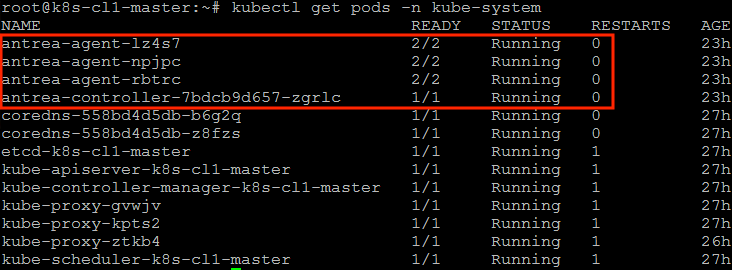 root@k8s-cl1-master:~# kubectl get pods -n kube-system
NAME READY STATUS RESTARTS AGE
antrea-agent-lz4s7 2/2 Running 0 23h
antrea-agent-npjpc 2/2 Running 0 23h
antrea-agent-rbtrc 2/2 Running 0 23h
antrea-controller-7bdcb9d657-zgrlc 1/1 Running 0 23h
coredns-558bd4d5db-b6g2q 1/1 Running 0 27h
coredns-558bd4d5db-z8fzs 1/1 Running 0 27h
etcd-k8s-cl1-master 1/1 Running 1 27h
kube-apiserver-k8s-cl1-master 1/1 Running 1 27h
kube-controller-manager-k8s-cl1-master 1/1 Running 1 27h
kube-proxy-gvwjv 1/1 Running 1 27h
kube-proxy-kpts2 1/1 Running 1 27h
kube-proxy-ztkb4 1/1 Running 1 26h
kube-scheduler-k8s-cl1-master 1/1 Running 1 27h